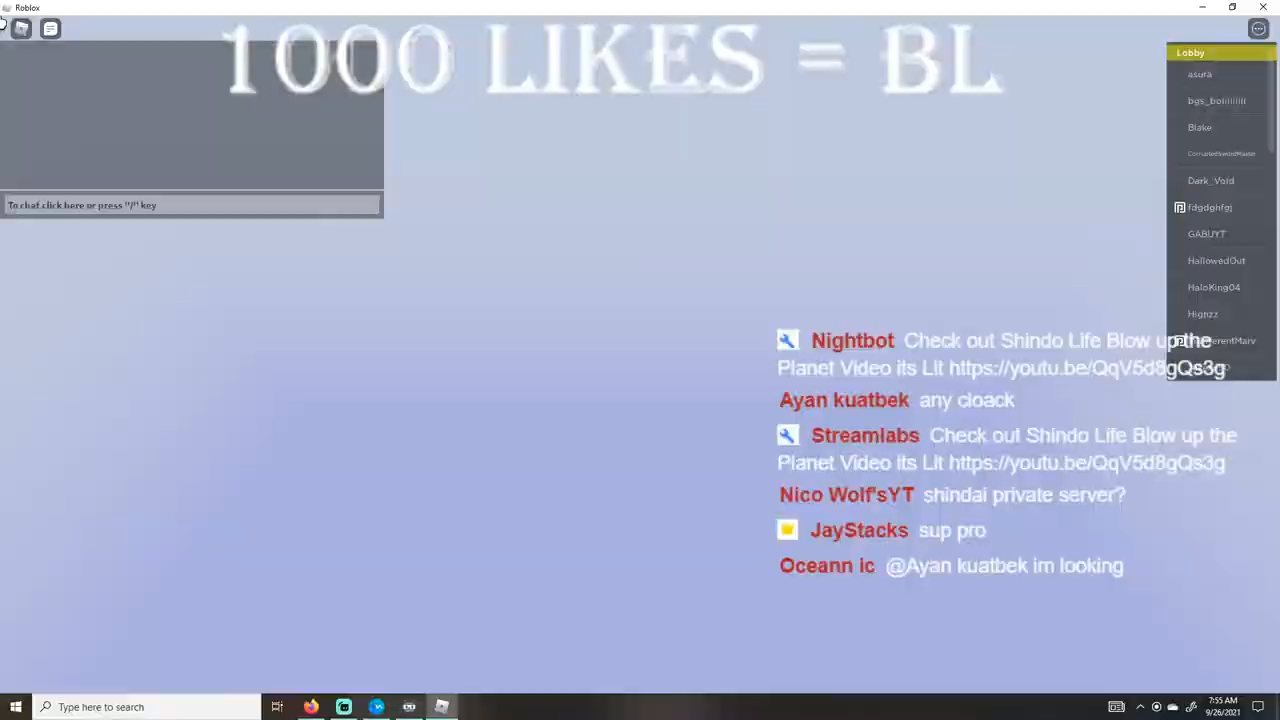 Roblox
1000 LIKES = BL
Lobby
asura
Blake
CorruptedSwordMaster
Dark_Void
fdgdghfgj
GABUYT
HallowedOut
HaloKing04
Highzz
To chat click here or press "/" key
Nightbot Check out Shindo Life Blow up the
Planet Video its Lit https://youtu.be/QqV5d8gQs3g
Ayan kuatbek any cloack
Streamlabs Check out Shindo Life Blow up the
Planet Video its Lit https://youtu.be/QqV5d8gQs3g
Nico Wolf'sYT shindai private server?
JayStacks sup pro
Oceann ic @Ayan kuatbek im looking
Type here to search
7:55 AM
9/26/2021